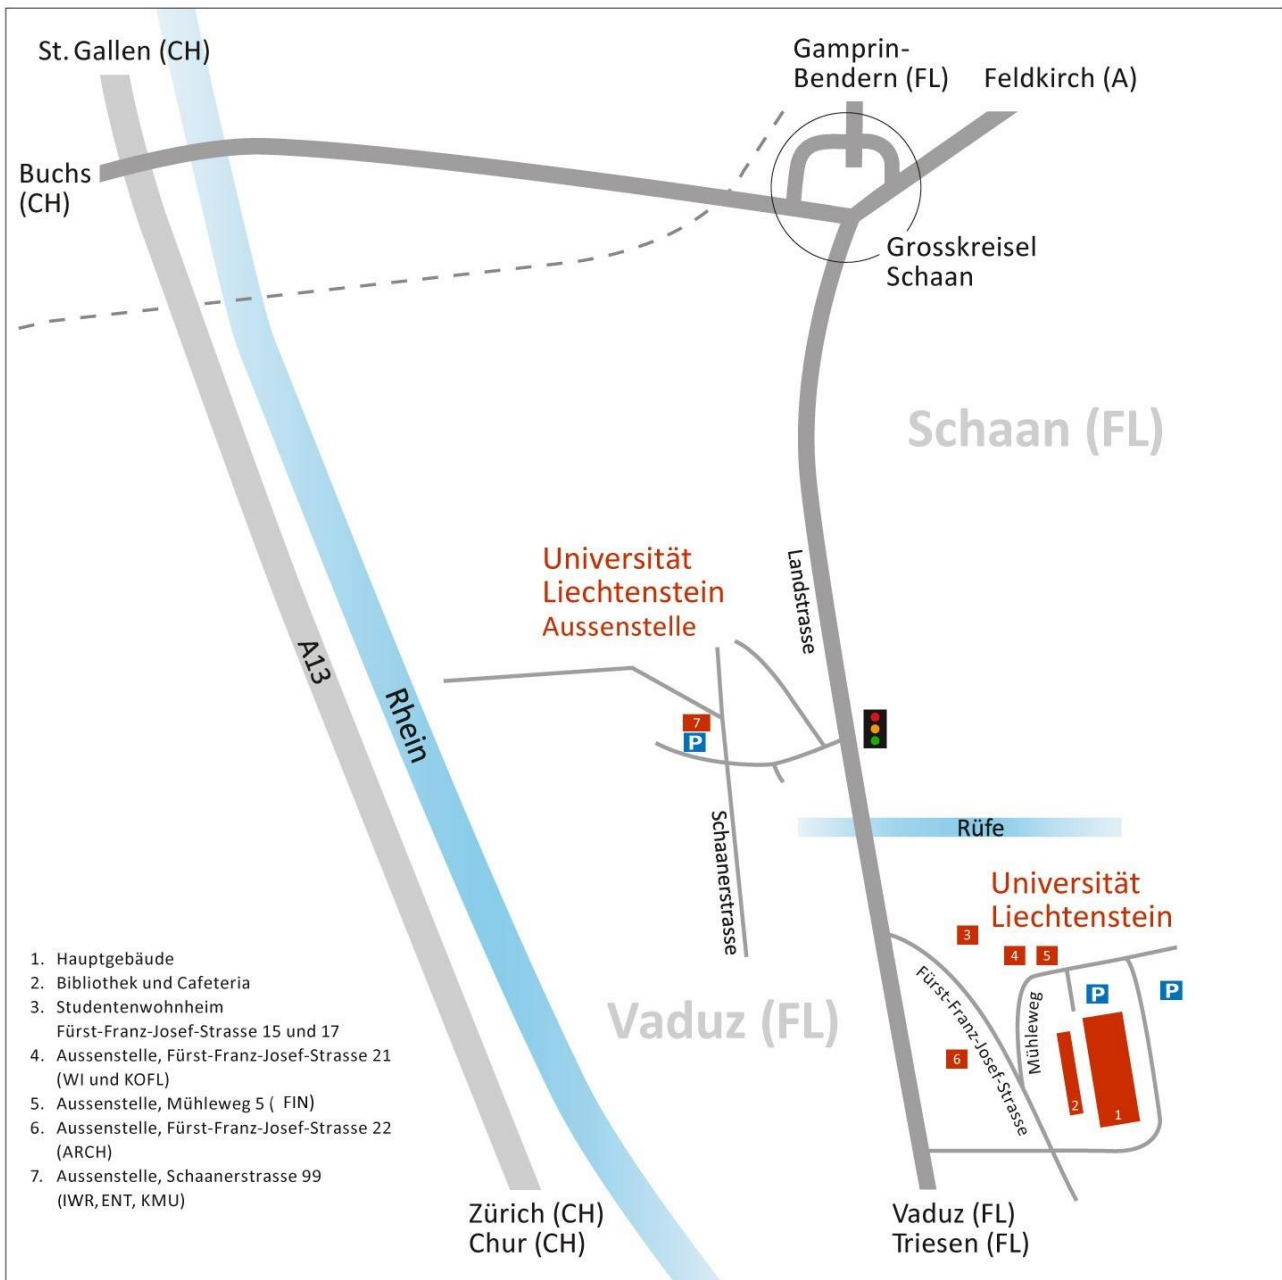 St. Gallen (CH)
Gamprin-
Bendern (FL)
Feldkirch (A)
Buchs
(CH)
Grosskreisel
Schaan
Schaan (FL)
Universität
Liechtenstein
Aussenstelle
Landstrasse
A13
Rhein
7
P
Schaanerstrasse
Rüfe
Universität
Liechtenstein
3
4
5
P
P
Fürst-Franz-Josef-Strasse
Mühleweg
6
2
1
Vaduz (FL)
1. Hauptgebäude
2. Bibliothek und Cafeteria
3. Studentenwohnheim
Fürst-Franz-Josef-Strasse 15 und 17
4. Aussenstelle, Fürst-Franz-Josef-Strasse 21
(WI und KOFL)
5. Aussenstelle, Mühleweg 5 ( FIN)
6. Aussenstelle, Fürst-Franz-Josef-Strasse 22
(ARCH)
7. Aussenstelle, Schaanerstrasse 99
(IWR, ENT, KMU)
Zürich (CH)
Chur (CH)
Vaduz (FL)
Triesen (FL)